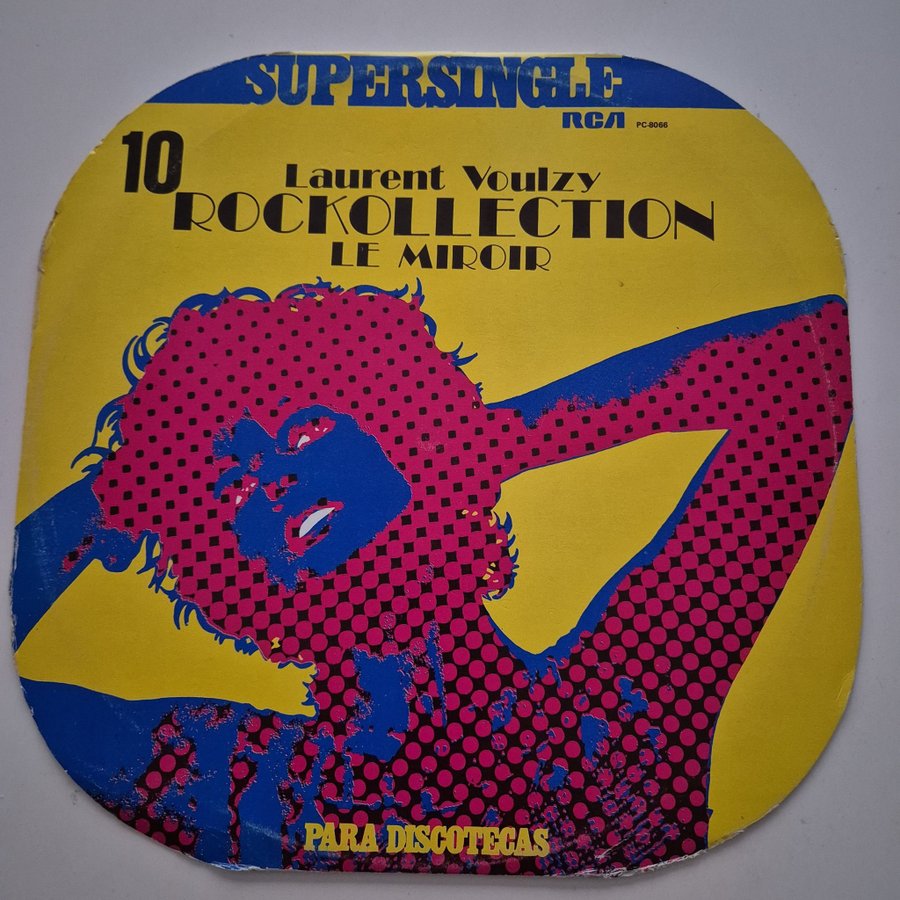 SUPERSINGLE
RCA PC-8066
10
Laurent Voulzy
ROCKOLLECTION
LE MIROIR
PARA DISCOTECAS